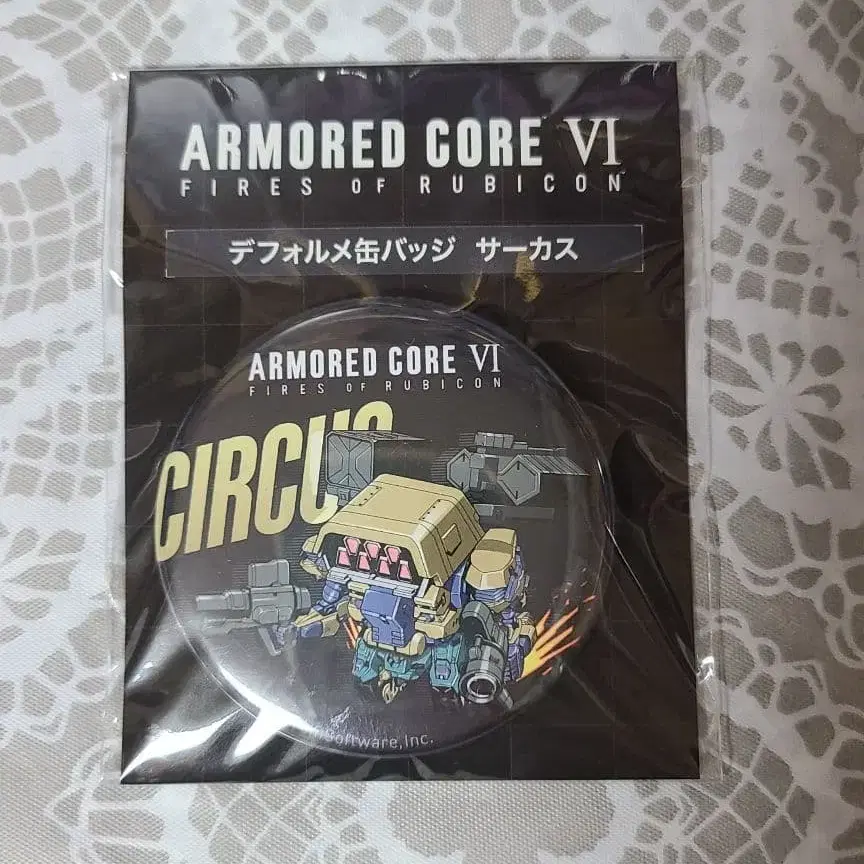 ARMORED CORE VI
FIRES OF RUBICON
デフォルメ缶バッジ サーカス
ARMORED CORE VI
FIRES OF RUBICON
CIRCUS
Software, Inc.